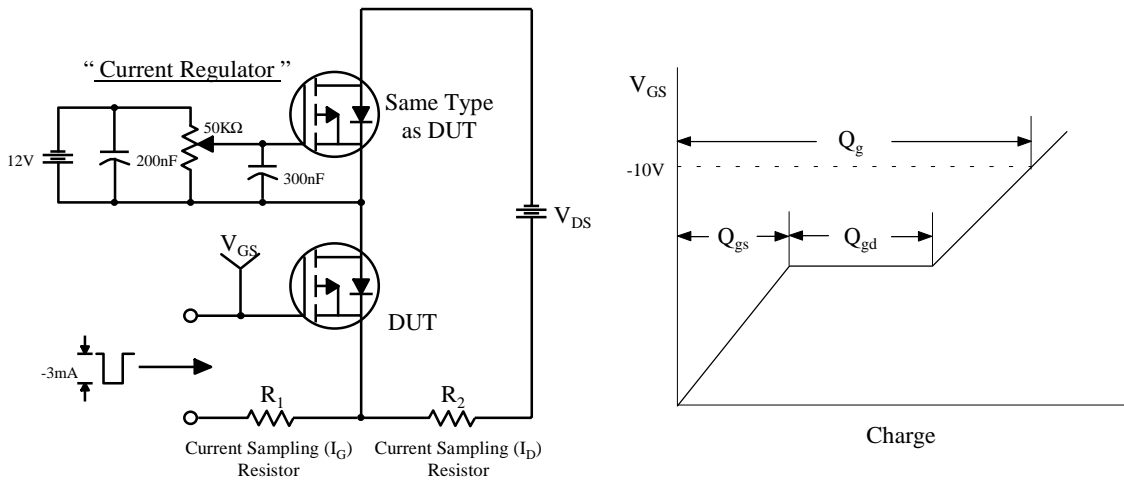 “ Current Regulator ”
Same Type
as DUT
12V
200nF
50KΩ
300nF
V_DS
V_GS
DUT
-3mA
R_1
R_2
Current Sampling (I_G)
Resistor
Current Sampling (I_D)
Resistor
V_GS
-10V
Q_g
Q_gs
Q_gd
Charge